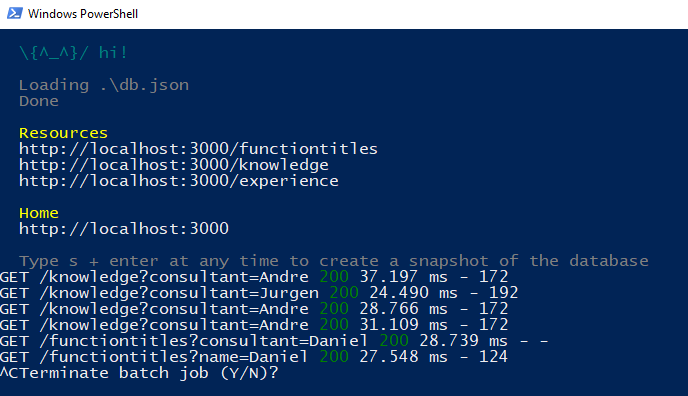 Windows PowerShell
\{^_^}/ hi!
Loading .\db.json
Done
Resources
http://localhost:3000/functiontitles
http://localhost:3000/knowledge
http://localhost:3000/experience
Home
http://localhost:3000
Type s + enter at any time to create a snapshot of the database
GET /knowledge?consultant=Andre 200 37.197 ms - 172
GET /knowledge?consultant=Jurgen 200 24.490 ms - 192
GET /knowledge?consultant=Andre 200 28.766 ms - 172
GET /knowledge?consultant=Andre 200 31.109 ms - 172
GET /functiontitles?consultant=Daniel 200 28.739 ms - -
GET /functiontitles?name=Daniel 200 27.548 ms - 124
^CTerminate batch job (Y/N)?